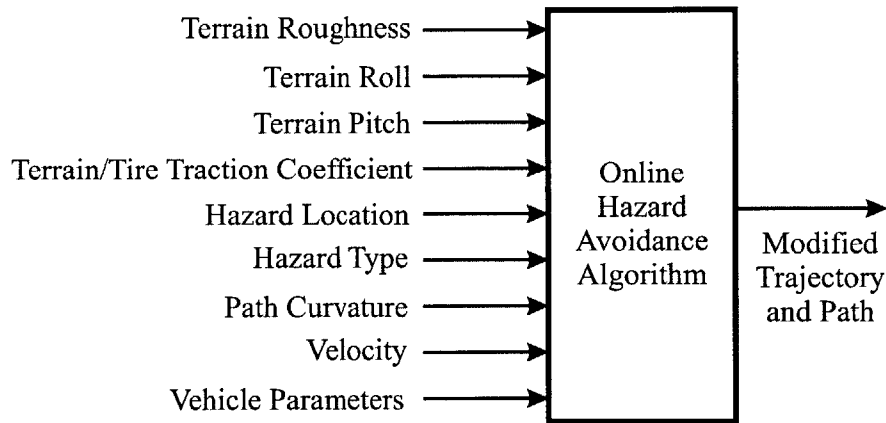 Terrain Roughness
Terrain Roll
Terrain Pitch
Terrain/Tire Traction Coefficient
Hazard Location
Hazard Type
Path Curvature
Velocity
Vehicle Parameters
Online
Hazard
Avoidance
Algorithm
Modified
Trajectory
and Path